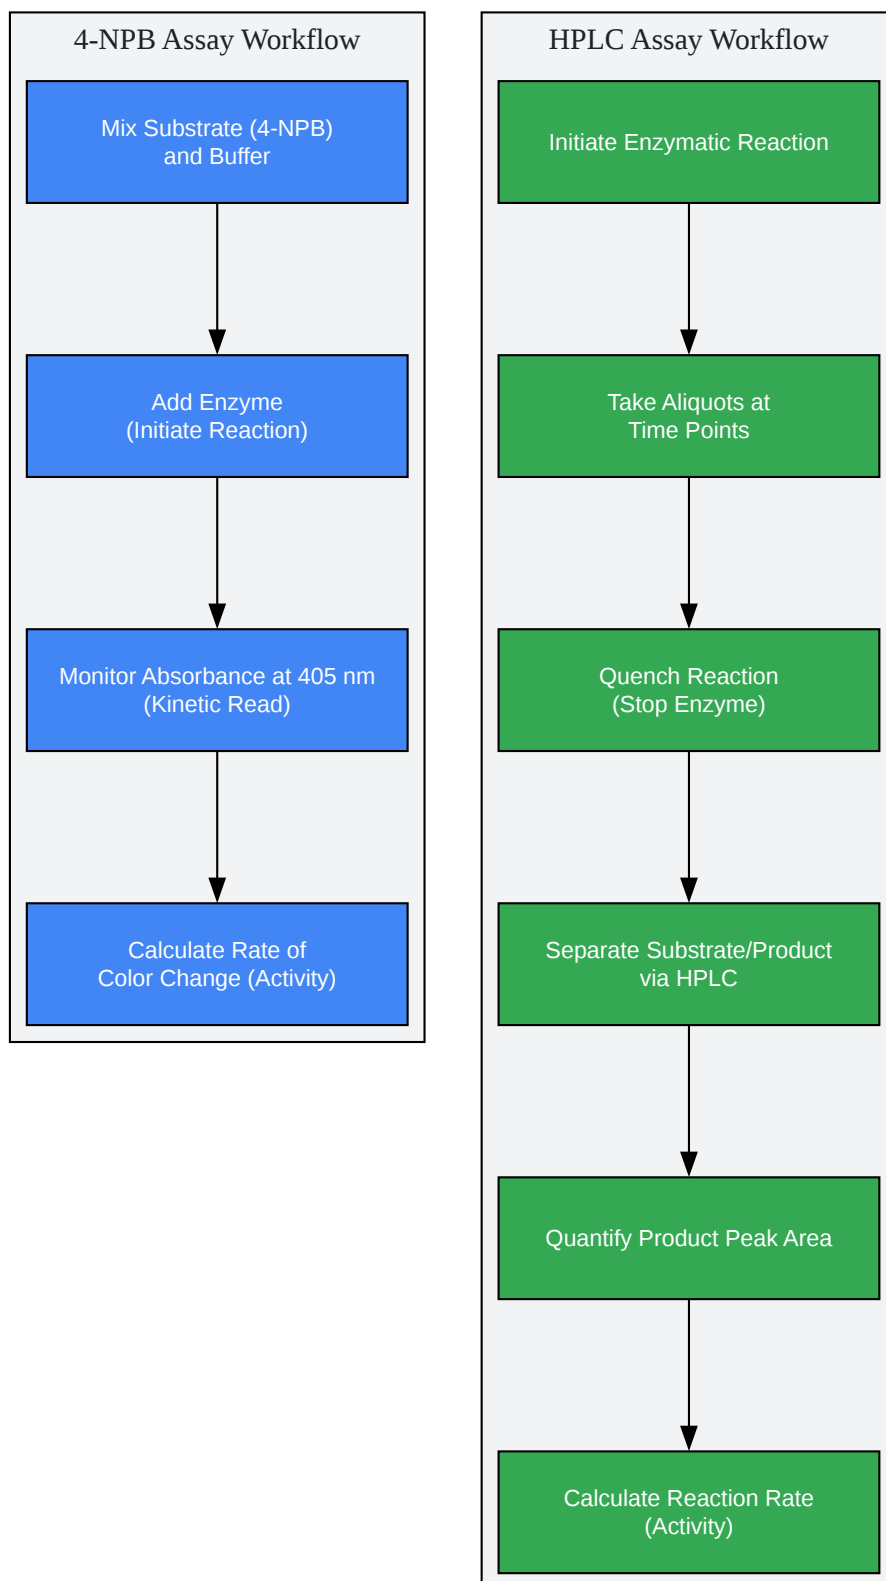 4-NPB Assay Workflow
Mix Substrate (4-NPB)
and Buffer
Add Enzyme
(Initiate Reaction)
Monitor Absorbance at 405 nm
(Kinetic Read)
Calculate Rate of
Color Change (Activity)
HPLC Assay Workflow
Initiate Enzymatic Reaction
Take Aliquots at
Time Points
Quench Reaction
(Stop Enzyme)
Separate Substrate/Product
via HPLC
Quantify Product Peak Area
Calculate Reaction Rate
(Activity)